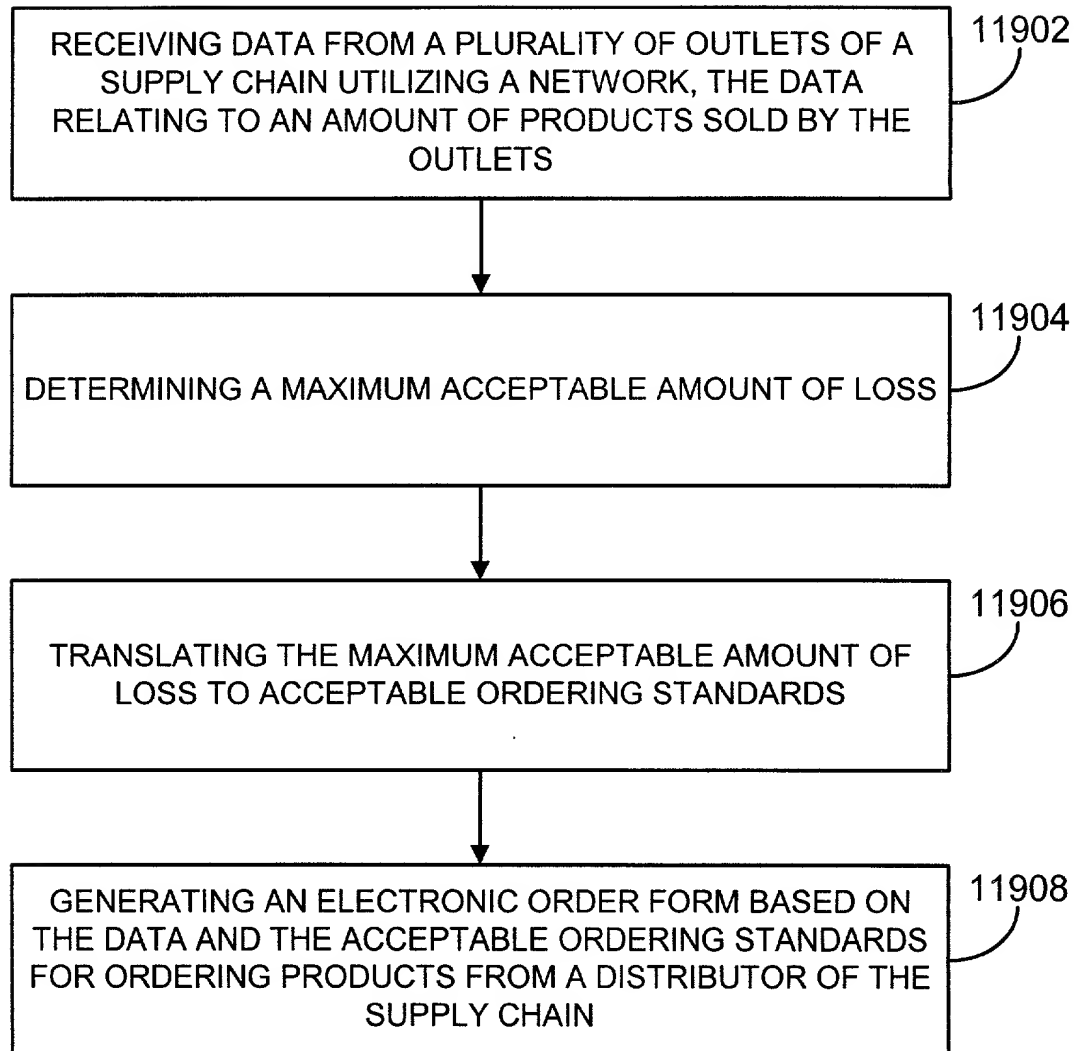 RECEIVING DATA FROM A PLURALITY OF OUTLETS OF A
SUPPLY CHAIN UTILIZING A NETWORK, THE DATA
RELATING TO AN AMOUNT OF PRODUCTS SOLD BY THE
OUTLETS
11902
DETERMINING A MAXIMUM ACCEPTABLE AMOUNT OF LOSS
11904
TRANSLATING THE MAXIMUM ACCEPTABLE AMOUNT OF
LOSS TO ACCEPTABLE ORDERING STANDARDS
11906
GENERATING AN ELECTRONIC ORDER FORM BASED ON
THE DATA AND THE ACCEPTABLE ORDERING STANDARDS
FOR ORDERING PRODUCTS FROM A DISTRIBUTOR OF THE
SUPPLY CHAIN
11908